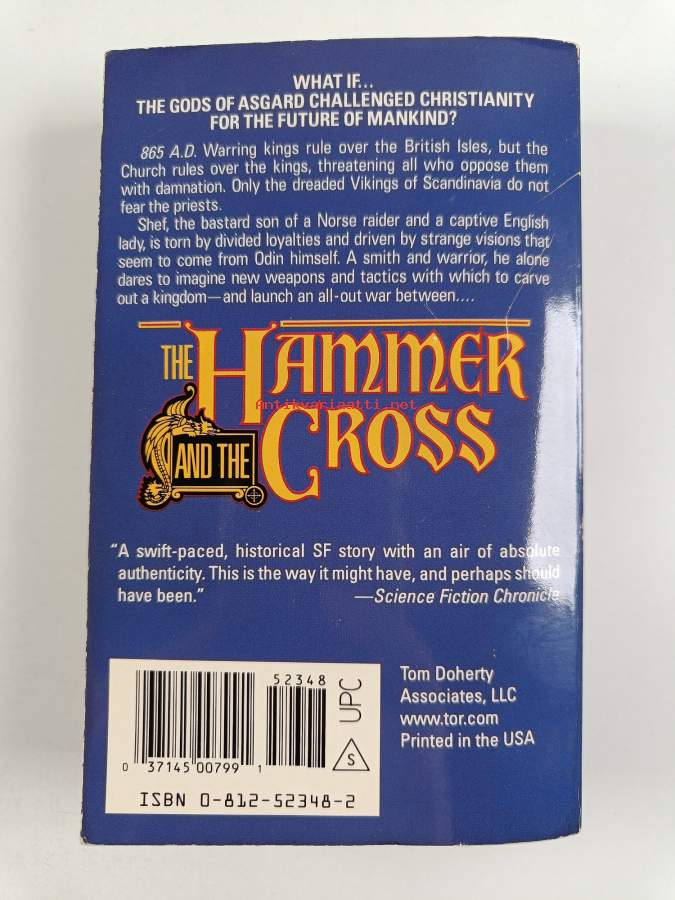 WHAT IF...
THE GODS OF ASGARD CHALLENGED CHRISTIANITY
FOR THE FUTURE OF MANKIND?
865 A.D. Warring kings rule over the British Isles, but the
Church rules over the kings, threatening all who oppose them
with damnation. Only the dreaded Vikings of Scandinavia do not
fear the priests.
Shef, the bastard son of a Norse raider and a captive English
lady, is torn by divided loyalties and driven by strange visions that
seem to come from Odin himself. A smith and warrior, he alone
dares to imagine new weapons and tactics with which to carve
out a kingdom—and launch an all-out war between....
THE HAMMER
antikvariaatti.net
AND THE CROSS
"A swift-paced, historical SF story with an air of absolute
authenticity. This is the way it might have, and perhaps should
have been."
—Science Fiction Chronicle
52348
UPC
S
0 37145 00799 1
ISBN 0-812-52348-2
Tom Doherty
Associates, LLC
www.tor.com
Printed in the USA